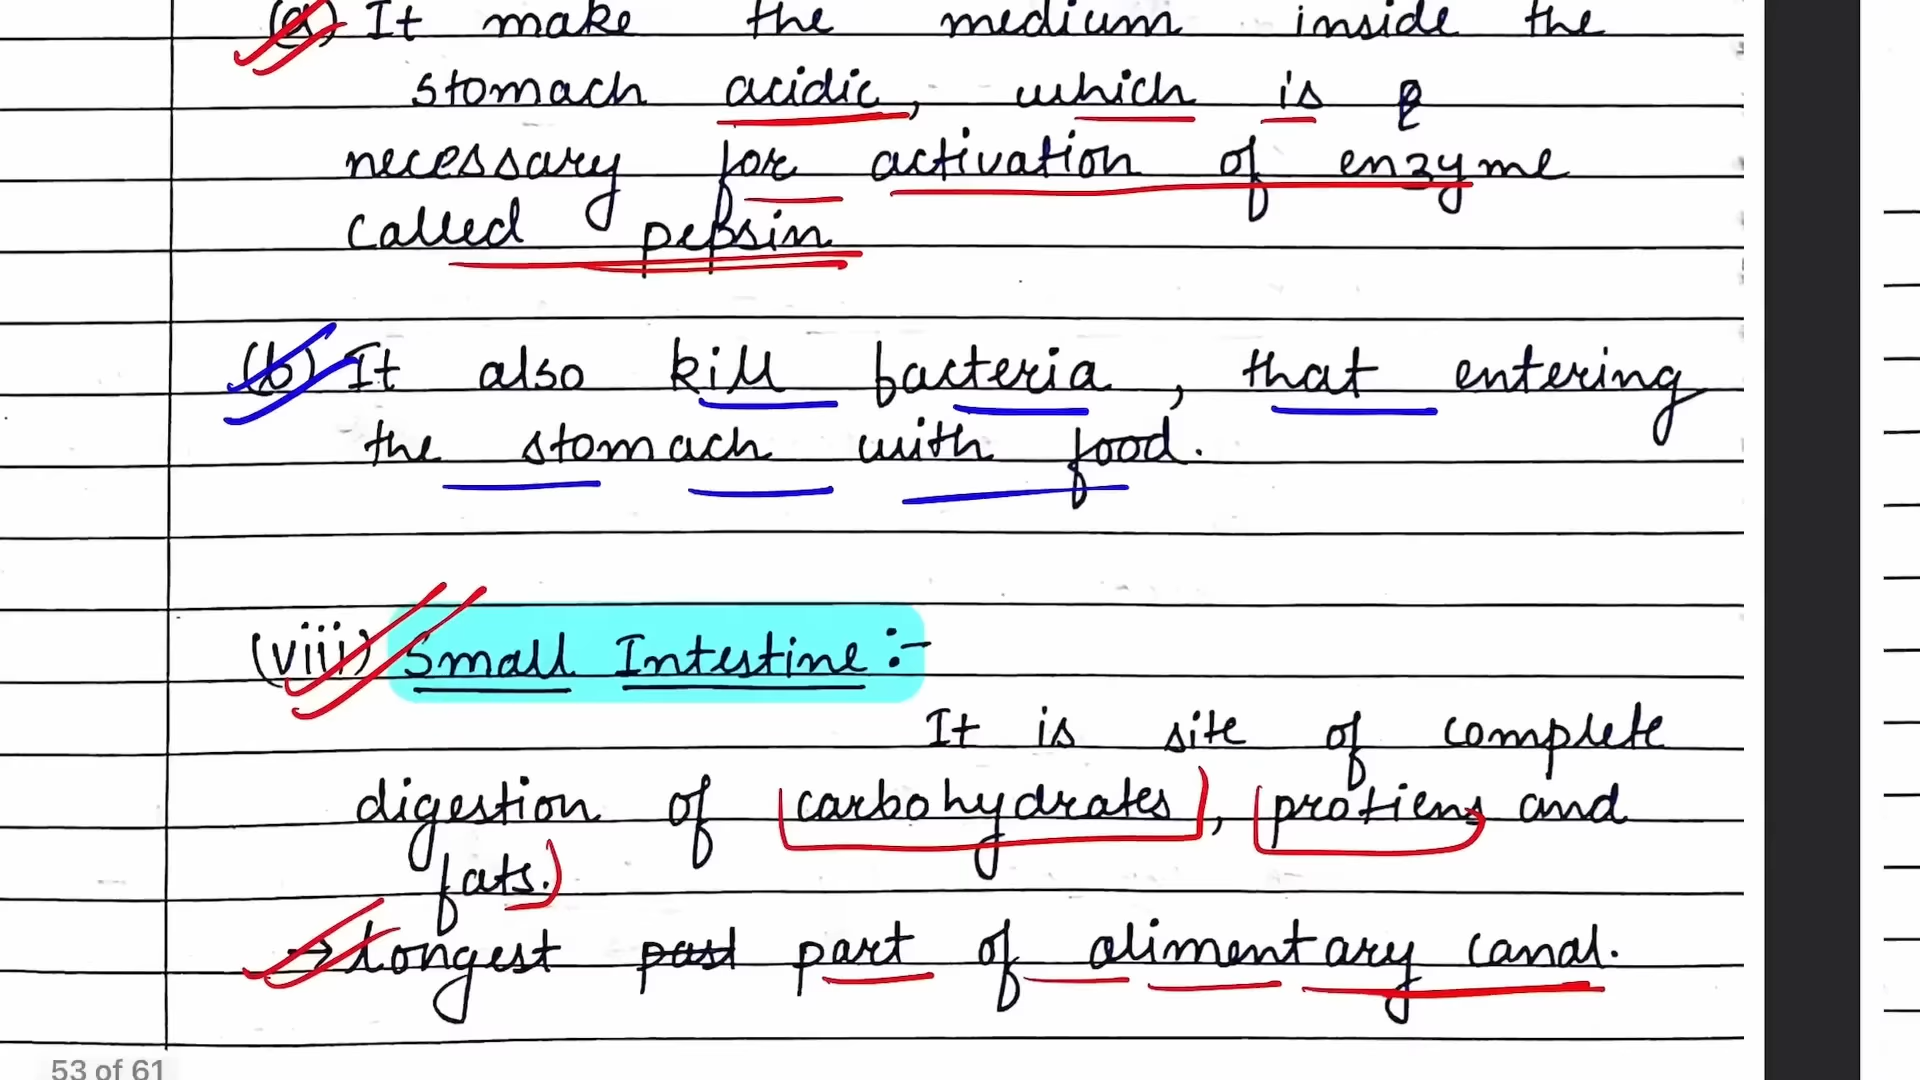 (a) It make the medium inside the
stomach acidic, which is
necessary for activation of enzyme
called pepsin
(b) It also kill bacteria, that entering
the stomach with food.
(viii) Small Intestine :-
It is site of complete
digestion of carbohydrates, protiens and
fats.
→ Longest past part of alimentary canal.
53 of 61